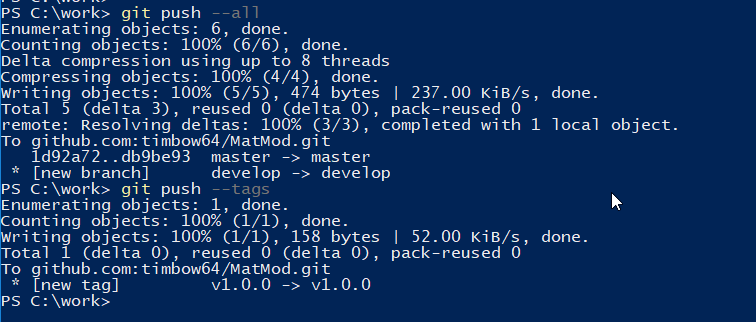 PS C:\work> git push --all
Enumerating objects: 6, done.
Counting objects: 100% (6/6), done.
Delta compression using up to 8 threads
Compressing objects: 100% (4/4), done.
Writing objects: 100% (5/5), 474 bytes | 237.00 KiB/s, done.
Total 5 (delta 3), reused 0 (delta 0), pack-reused 0
remote: Resolving deltas: 100% (3/3), completed with 1 local object.
To github.com:timbow64/MatMod.git
   1d92a72..db9be93  master -> master
 * [new branch]      develop -> develop
PS C:\work> git push --tags
Enumerating objects: 1, done.
Counting objects: 100% (1/1), done.
Writing objects: 100% (1/1), 158 bytes | 52.00 KiB/s, done.
Total 1 (delta 0), reused 0 (delta 0), pack-reused 0
To github.com:timbow64/MatMod.git
 * [new tag]         v1.0.0 -> v1.0.0
PS C:\work>